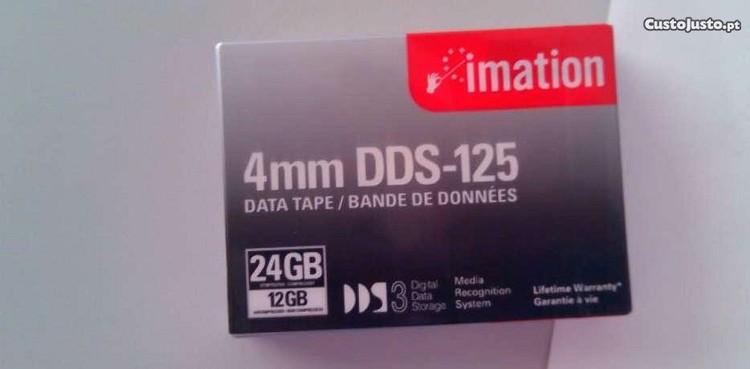 CustoJusto.pt
imation
4mm DDS-125
DATA TAPE / BANDE DE DONNÉES
24GB
12GB
DDS3
Digital
Data
Storage
Media
Recognition
System
Lifetime Warranty™
Garantie à vie